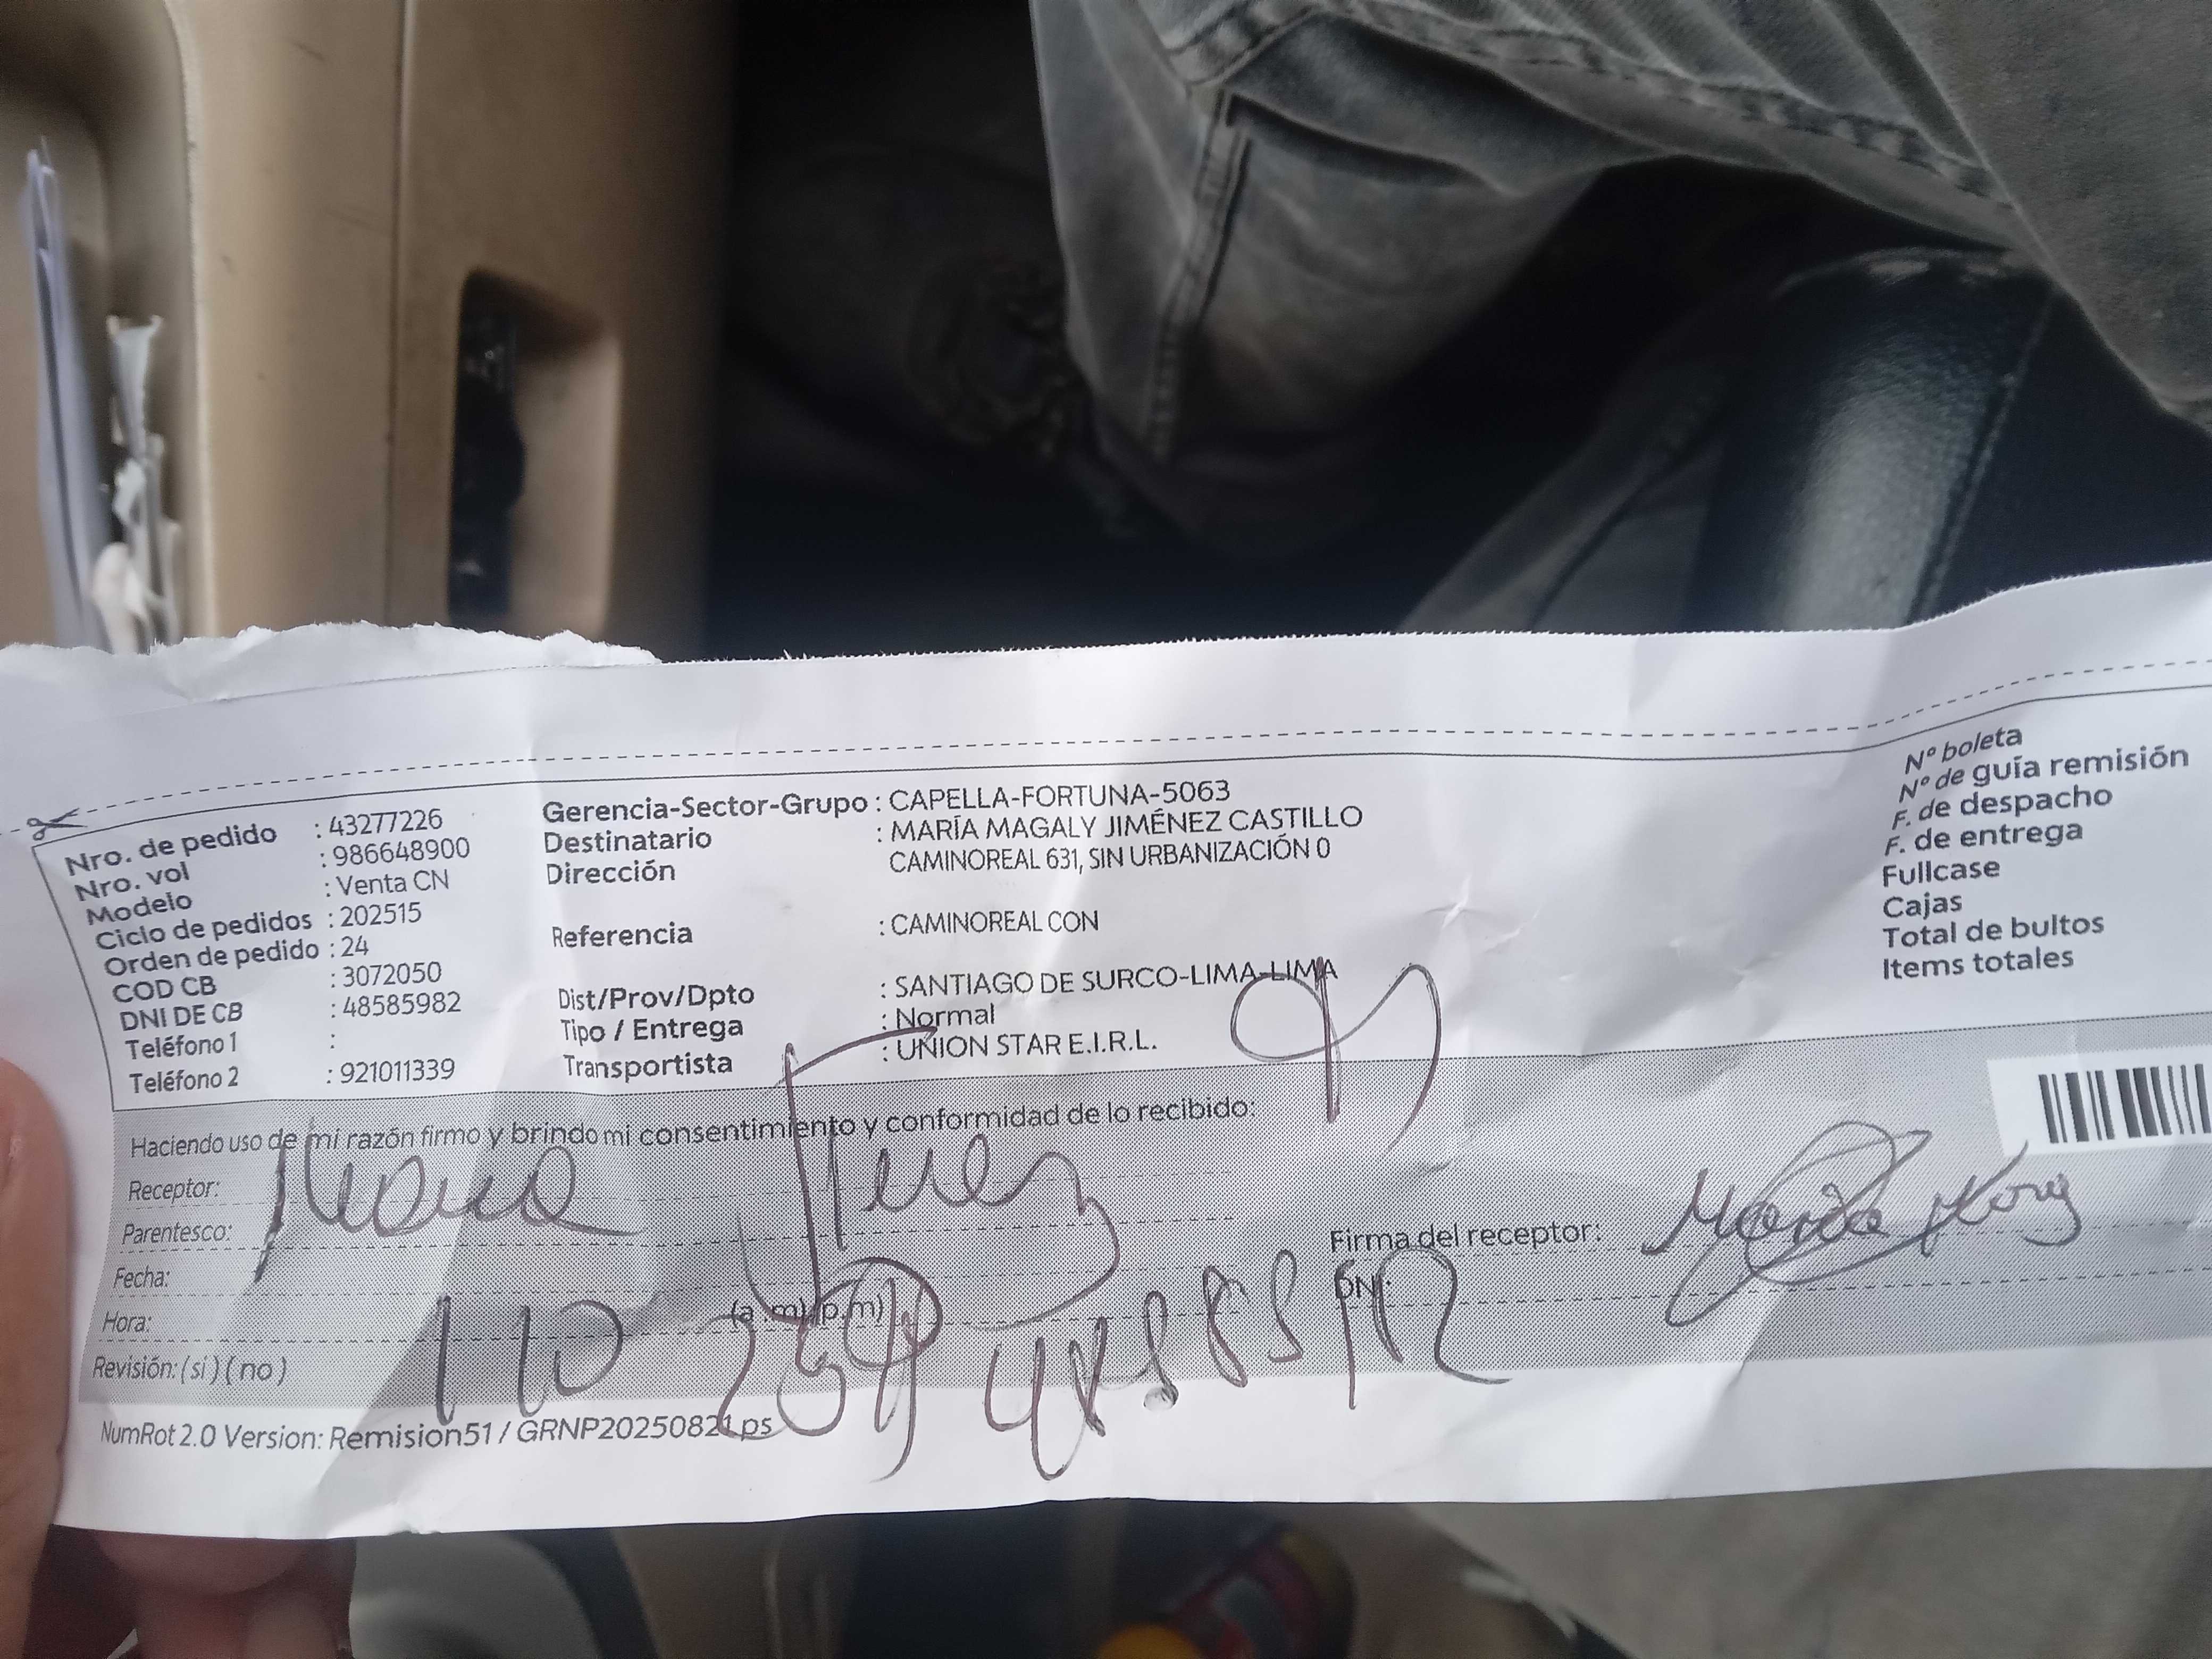 Nro. de pedido : 43277226
Nro. vol : 986648900
Modelo : Venta CN
Ciclo de pedidos : 202515
Orden de pedido : 24
COD CB : 3072050
DNI DE CB : 48585982
Teléfono 1 :
Teléfono 2 : 921011339
Gerencia-Sector-Grupo : CAPELLA-FORTUNA-5063
Destinatario : MARÍA MAGALY JIMÉNEZ CASTILLO
Dirección CAMINOREAL 631, SIN URBANIZACIÓN 0
Referencia : CAMINOREAL CON
Dist/Prov/Dpto : SANTIAGO DE SURCO-LIMA-LIMA
Tipo / Entrega : Normal
Transportista : UNION STAR E.I.R.L.
Nº boleta
Nº de guía remisión
F. de despacho
F. de entrega
Fullcase
Cajas
Total de bultos
Items totales
Haciendo uso de mi razón firmo y brindo mi consentimiento y conformidad de lo recibido:
Receptor:
Parentesco:
Fecha:
Hora: (a.m)(p.m)
Revisión: (si) (no)
Firma del receptor: Maria
DNI:
NumRot 2.0 Version: Remision51 / GRNP20250821.ps